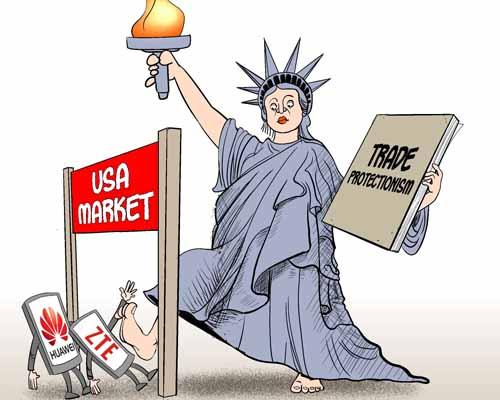 USA
MARKET
TRADE
PROTECTIONISM
HUAWEI
ZTE